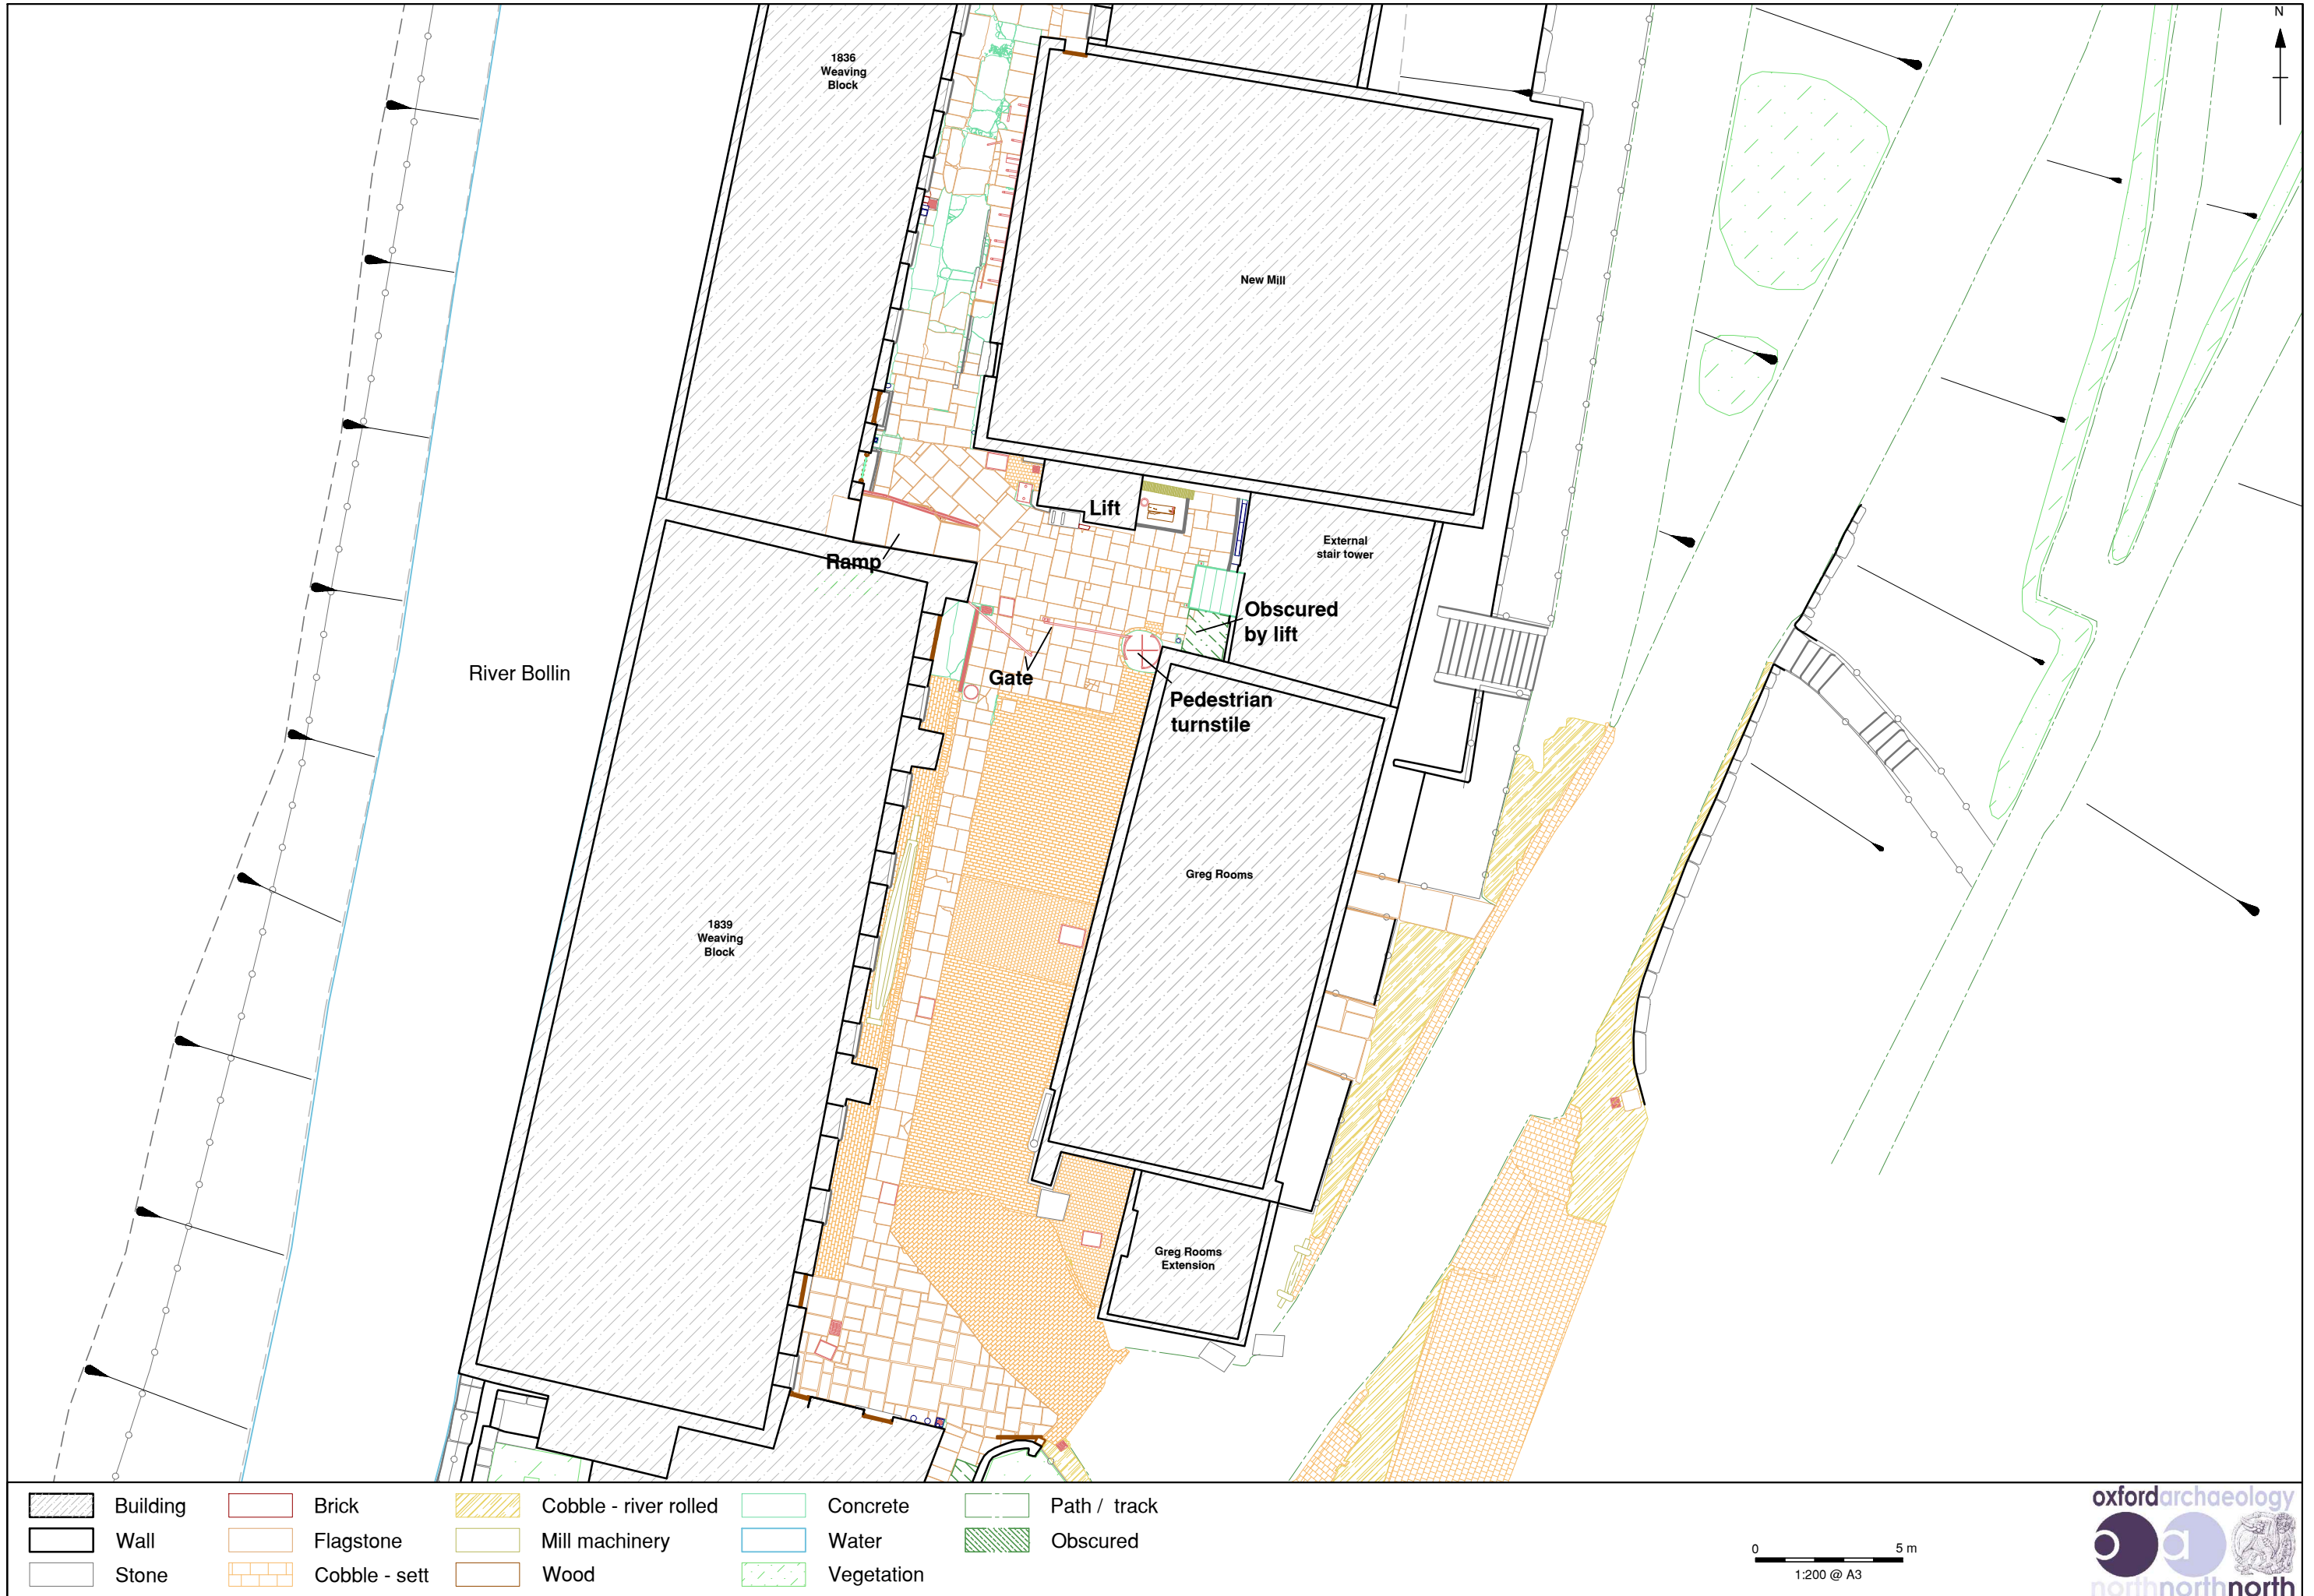 N
1836
Weaving
Block
New Mill
Lift
External
stair tower
Ramp
Obscured
by lift
River Bollin
Gate
Pedestrian
turnstile
Greg Rooms
1839
Weaving
Block
Greg Rooms
Extension
Building
Wall
Stone
Brick
Flagstone
Cobble - sett
Cobble - river rolled
Mill machinery
Wood
Concrete
Water
Vegetation
Path / track
Obscured
0 5 m
1:200 @ A3
oxfordarchaeology
oa a
northnorthnorth